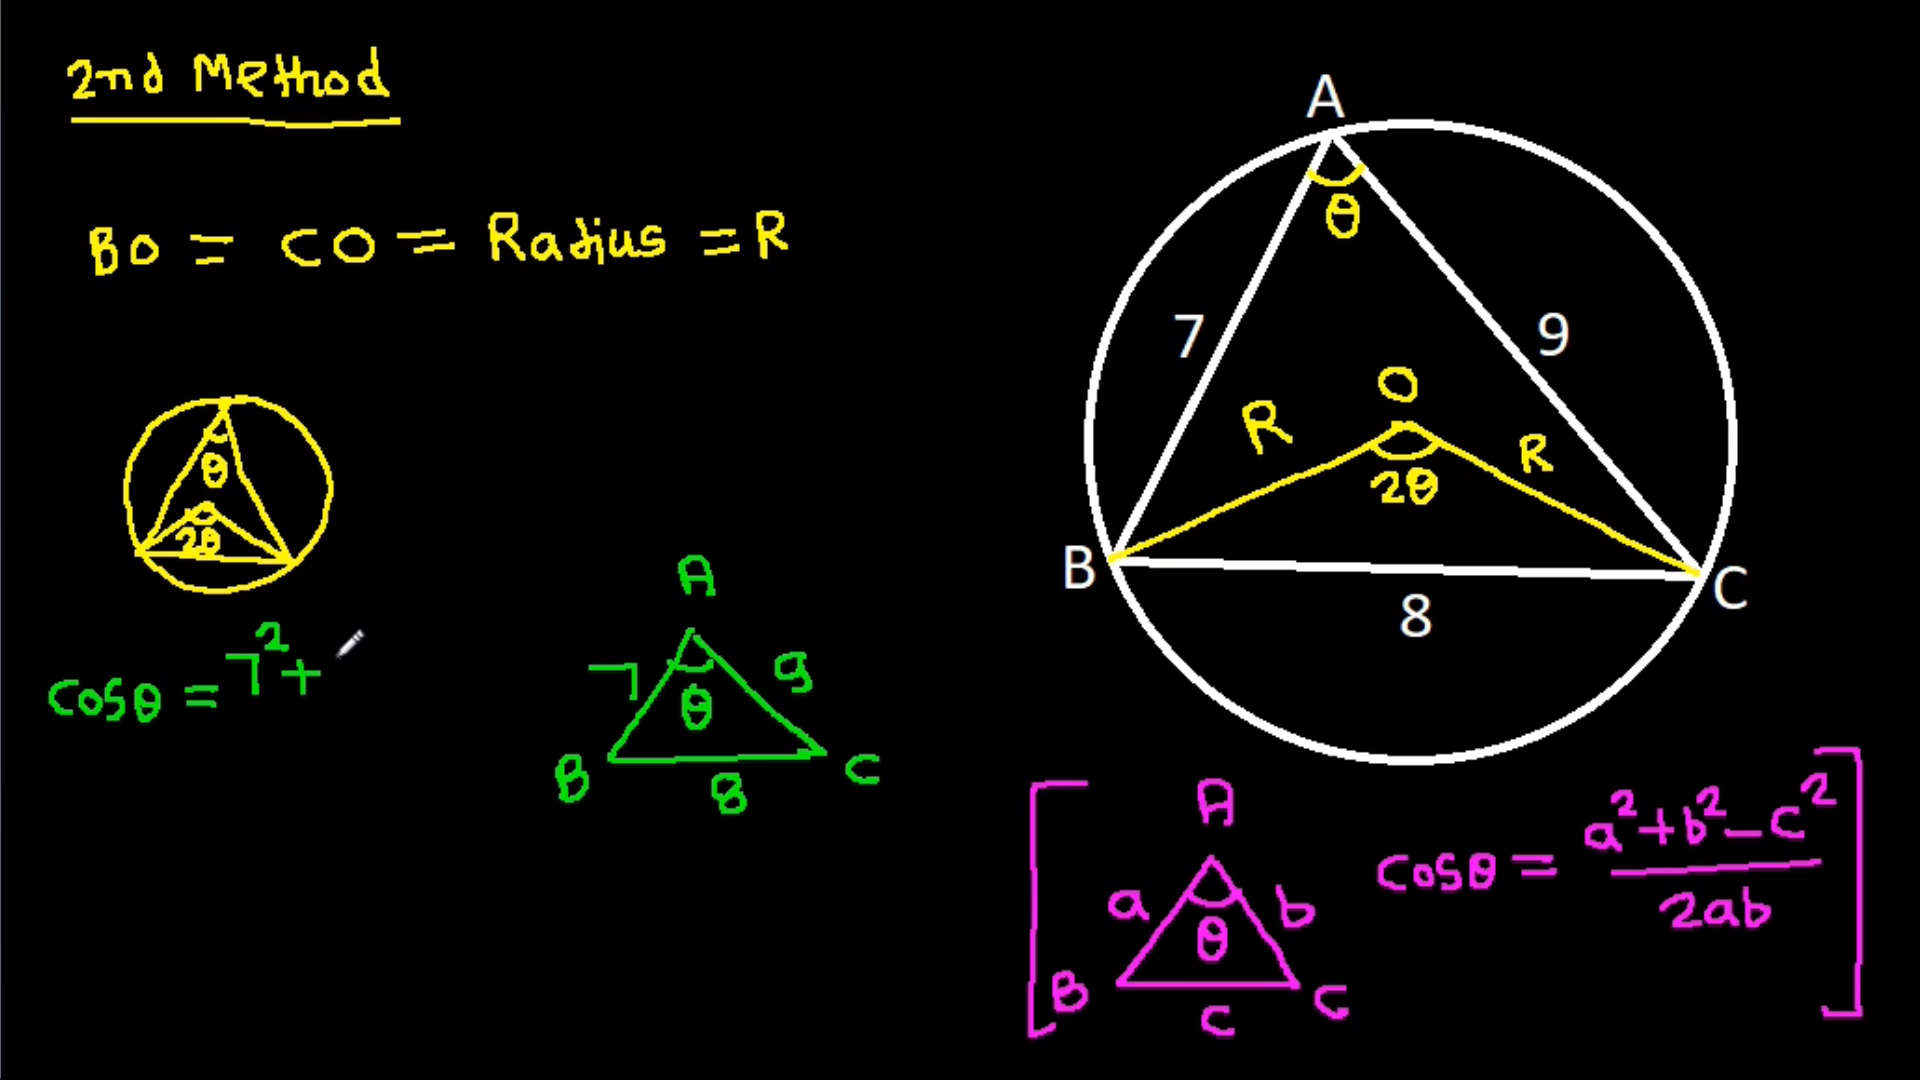 2nd Method
BO = CO = Radius = R
θ
2θ
cosθ = 7² +
A
7
9
θ
B
8
C
A
θ
7
9
O
R
R
2θ
B
8
C
A
a
b
θ
B
c
C
cosθ = a² + b² − c² / 2ab